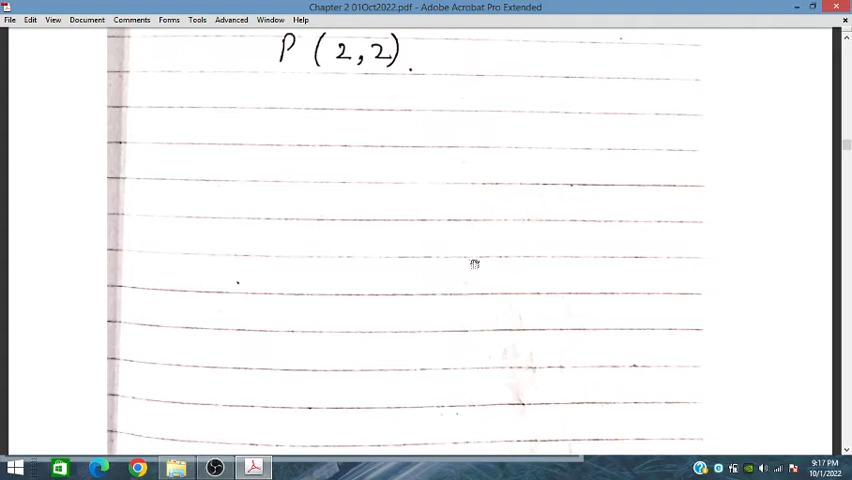 Chapter 2 01Oct2022.pdf - Adobe Acrobat Pro Extended
File Edit View Document Comments Forms Tools Advanced Window Help
P (2,2).
9:17 PM
10/1/2022